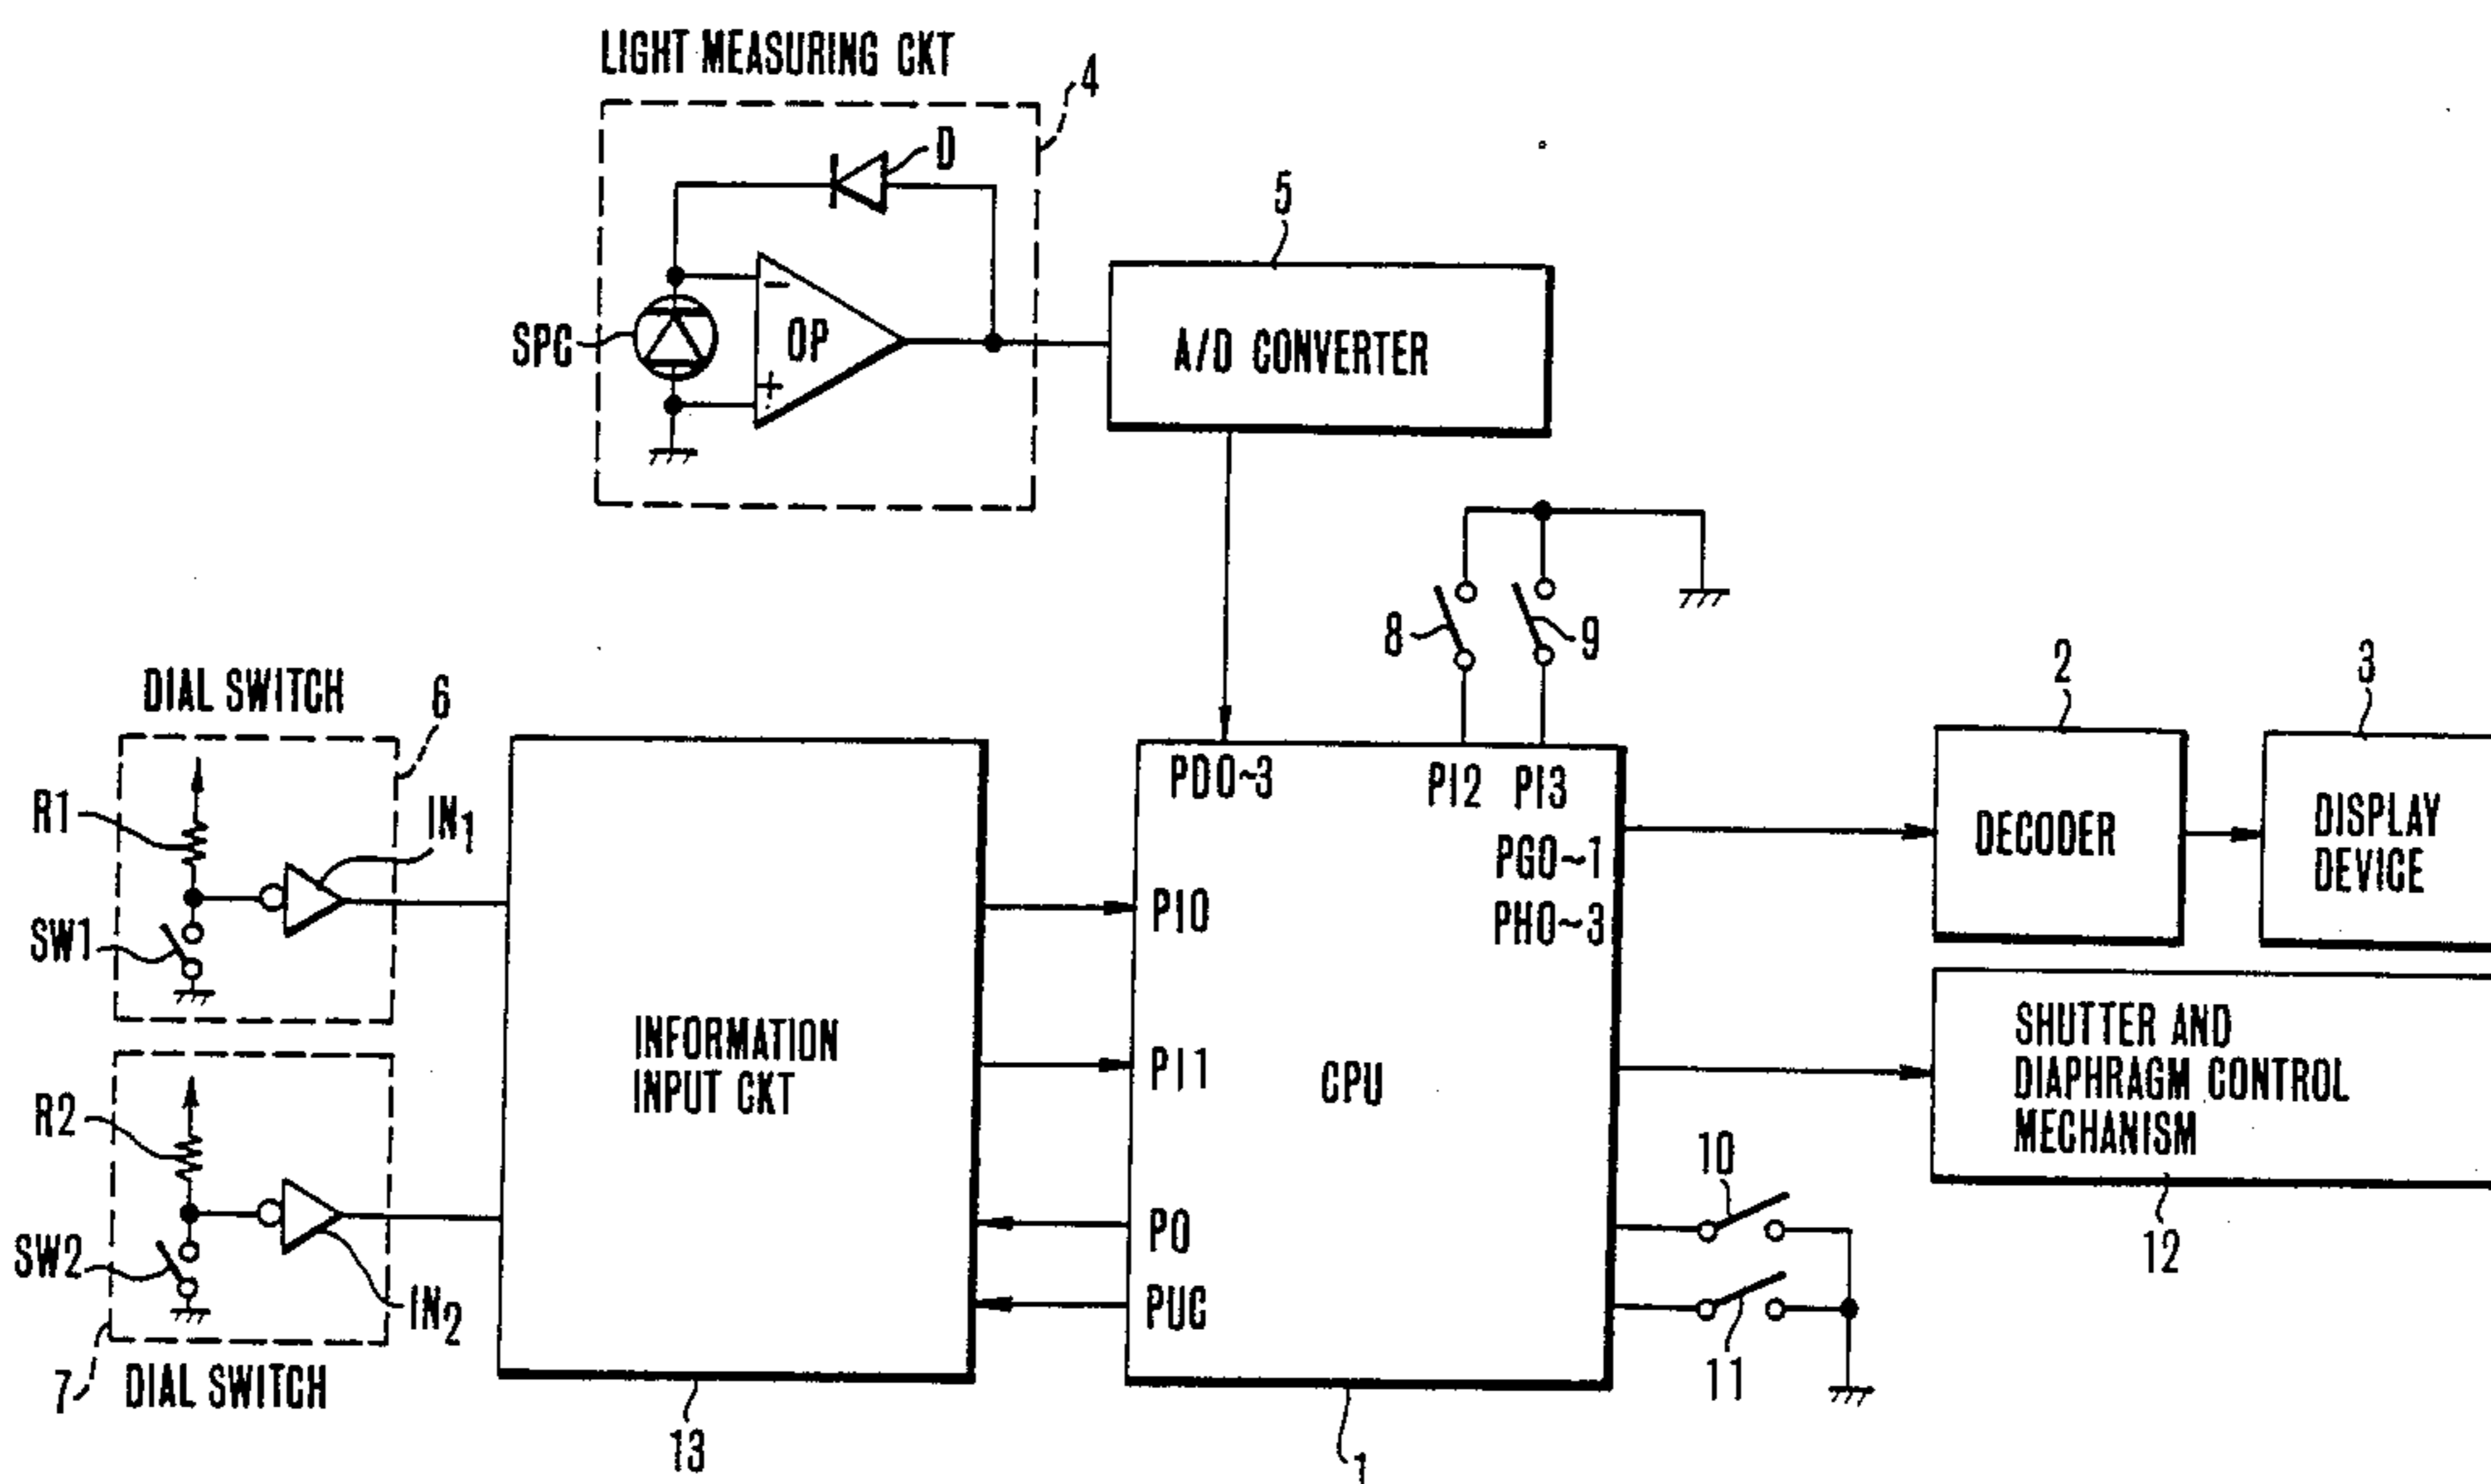 LIGHT MEASURING CKT
4
D
5
SPC
OP
−
+
A/D CONVERTER
8
9
DIAL SWITCH
6
2
3
R1
IN1
SW1
PD0~3
PI2
PI3
PG0~1
PH0~3
DECODER
DISPLAY
DEVICE
PI0
INFORMATION
INPUT CKT
PI1
CPU
SHUTTER AND
DIAPHRAGM CONTROL
MECHANISM
R2
10
SW2
IN2
P0
PUC
12
7
DIAL SWITCH
11
13
1